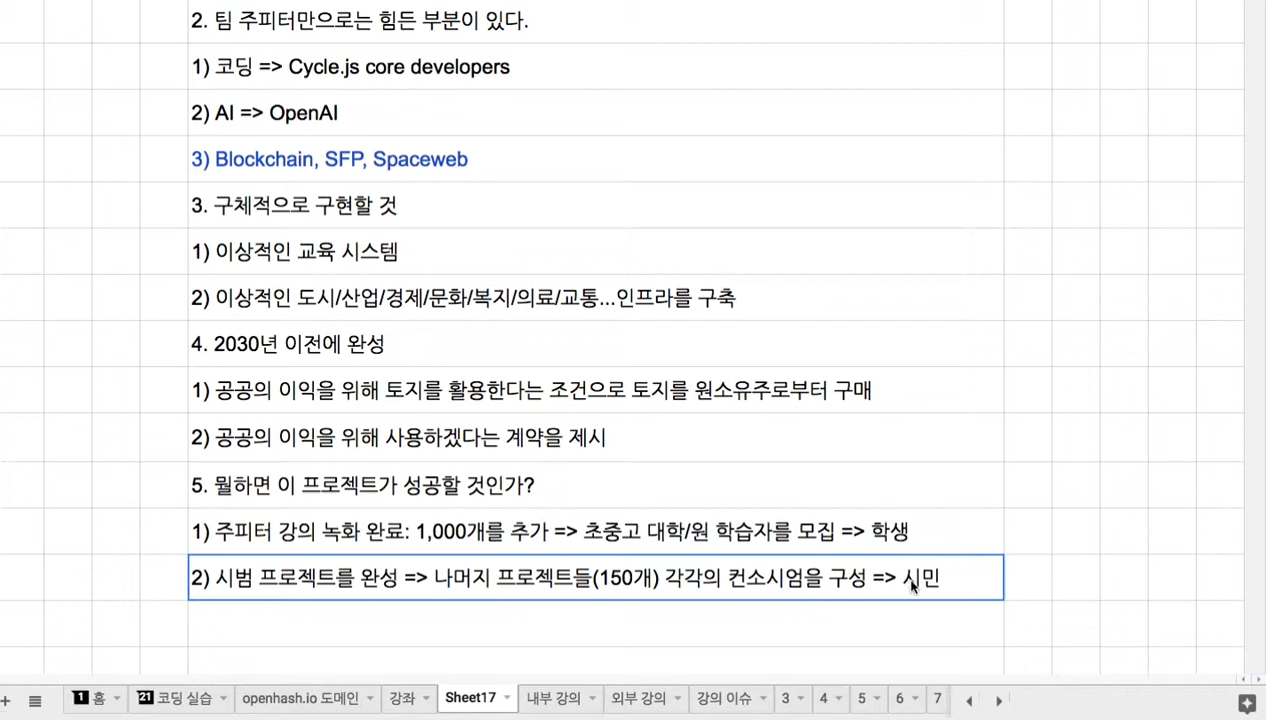 2. 팀 주피터만으로는 힘든 부분이 있다.
1) 코딩 => Cycle.js core developers
2) AI => OpenAI
3) Blockchain, SFP, Spaceweb
3. 구체적으로 구현할 것
1) 이상적인 교육 시스템
2) 이상적인 도시/산업/경제/문화/복지/의료/교통...인프라를 구축
4. 2030년 이전에 완성
1) 공공의 이익을 위해 토지를 활용한다는 조건으로 토지를 원소유주로부터 구매
2) 공공의 이익을 위해 사용하겠다는 계약을 제시
5. 뭘하면 이 프로젝트가 성공할 것인가?
1) 주피터 강의 녹화 완료: 1,000개를 추가 => 초중고 대학/원 학습자를 모집 => 학생
2) 시범 프로젝트를 완성 => 나머지 프로젝트들(150개) 각각의 컨소시엄을 구성 => 시민
1 홈 21 코딩 실습 openhash.io 도메인 강좌 Sheet17 내부 강의 외부 강의 강의 이슈 3 4 5 6 7